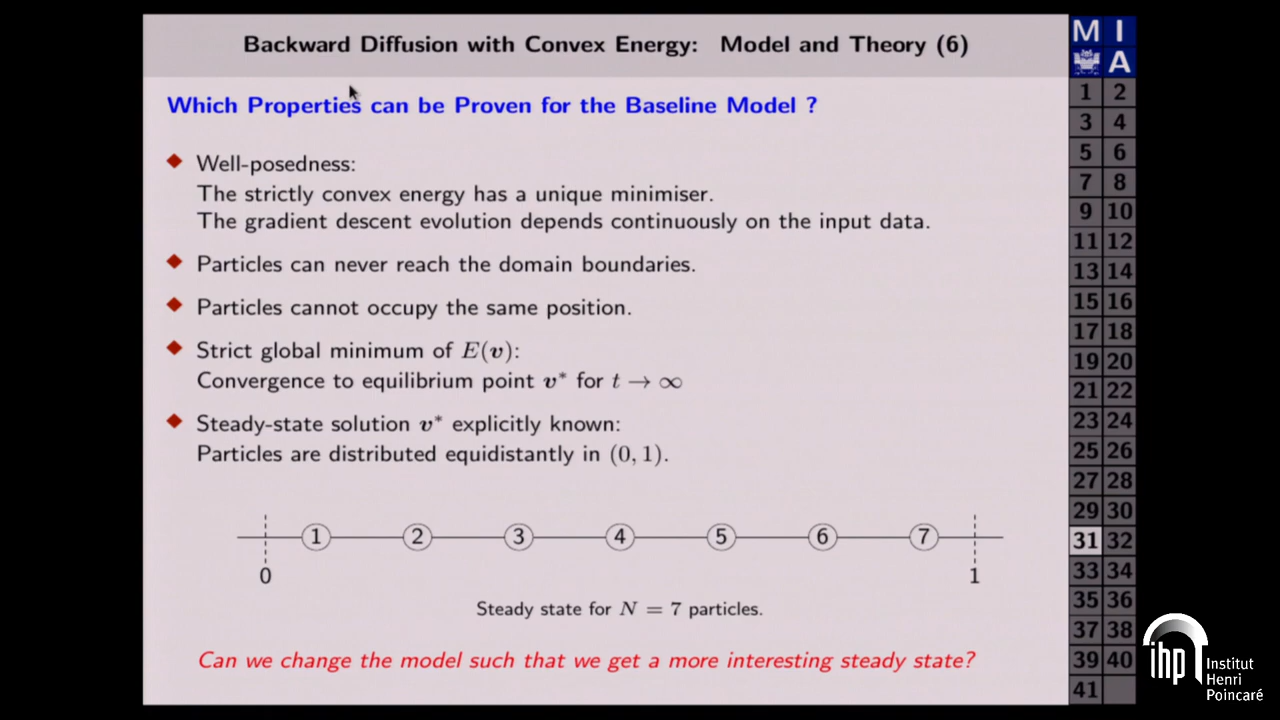 Backward Diffusion with Convex Energy: Model and Theory (6)
Which Properties can be Proven for the Baseline Model ?
Well-posedness:
The strictly convex energy has a unique minimiser.
The gradient descent evolution depends continuously on the input data.
Particles can never reach the domain boundaries.
Particles cannot occupy the same position.
Strict global minimum of E(v):
Convergence to equilibrium point v* for t → ∞
Steady-state solution v* explicitly known:
Particles are distributed equidistantly in (0, 1).
1 2 3 4 5 6 7
0 1
Steady state for N = 7 particles.
Can we change the model such that we get a more interesting steady state?
M I
A
1 2
3 4
5 6
7 8
9 10
11 12
13 14
15 16
17 18
19 20
21 22
23 24
25 26
27 28
29 30
31 32
33 34
35 36
37 38
39 40
41
ihp
Institut
Henri
Poincaré